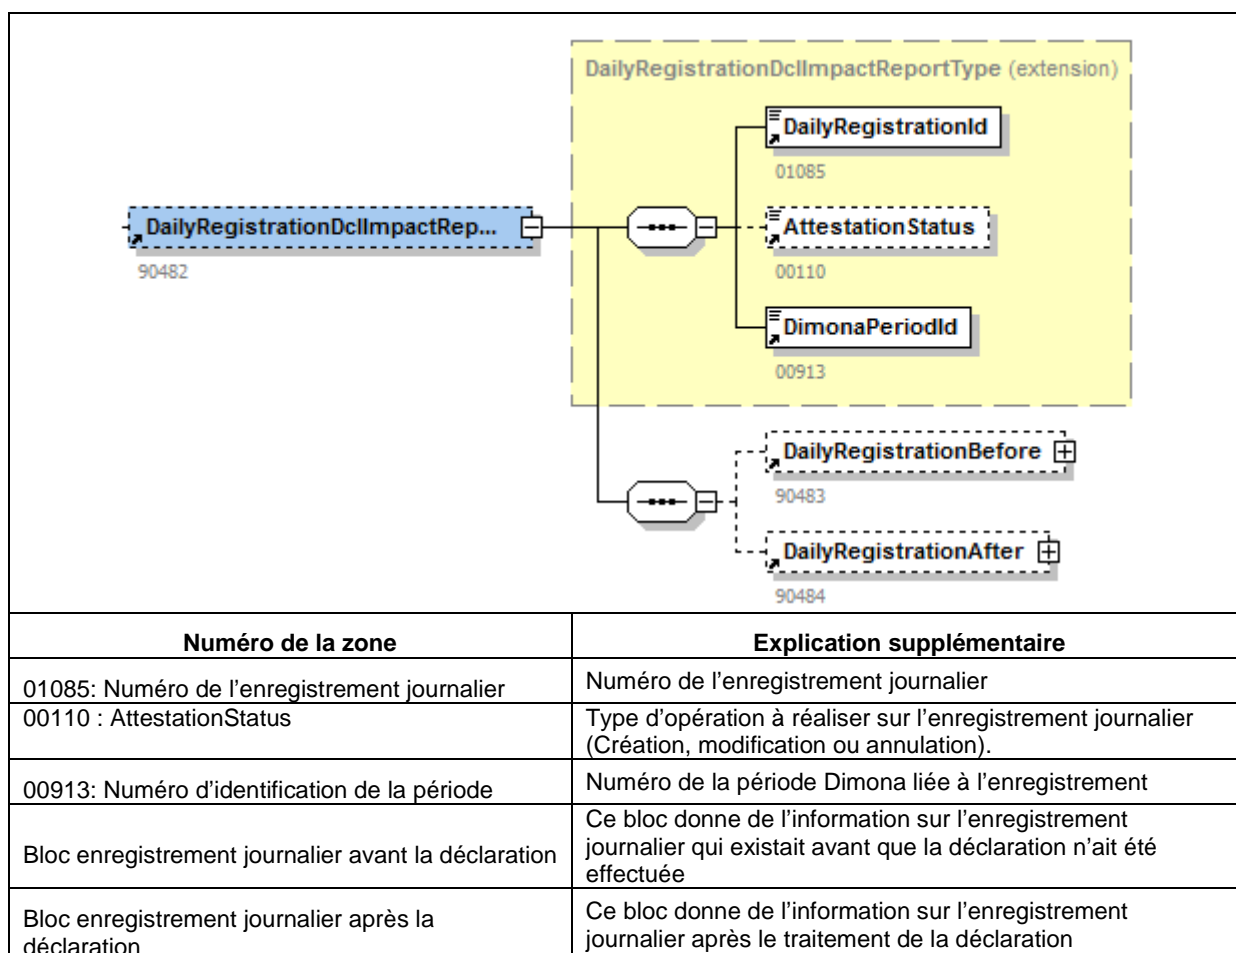 DailyRegistrationDclImpactReportType (extension)
DailyRegistrationId
01085
DailyRegistrationDclImpactRep...
90482
AttestationStatus
00110
DimonaPeriodId
00913
DailyRegistrationBefore
90483
DailyRegistrationAfter
90484
Numéro de la zone
Explication supplémentaire
01085: Numéro de l’enregistrement journalier
Numéro de l’enregistrement journalier
00110 : AttestationStatus
Type d’opération à réaliser sur l’enregistrement journalier
(Création, modification ou annulation).
00913: Numéro d’identification de la période
Numéro de la période Dimona liée à l’enregistrement
Bloc enregistrement journalier avant la déclaration
Ce bloc donne de l’information sur l’enregistrement
journalier qui existait avant que la déclaration n’ait été
effectuée
Bloc enregistrement journalier après la
déclaration
Ce bloc donne de l’information sur l’enregistrement
journalier après le traitement de la déclaration